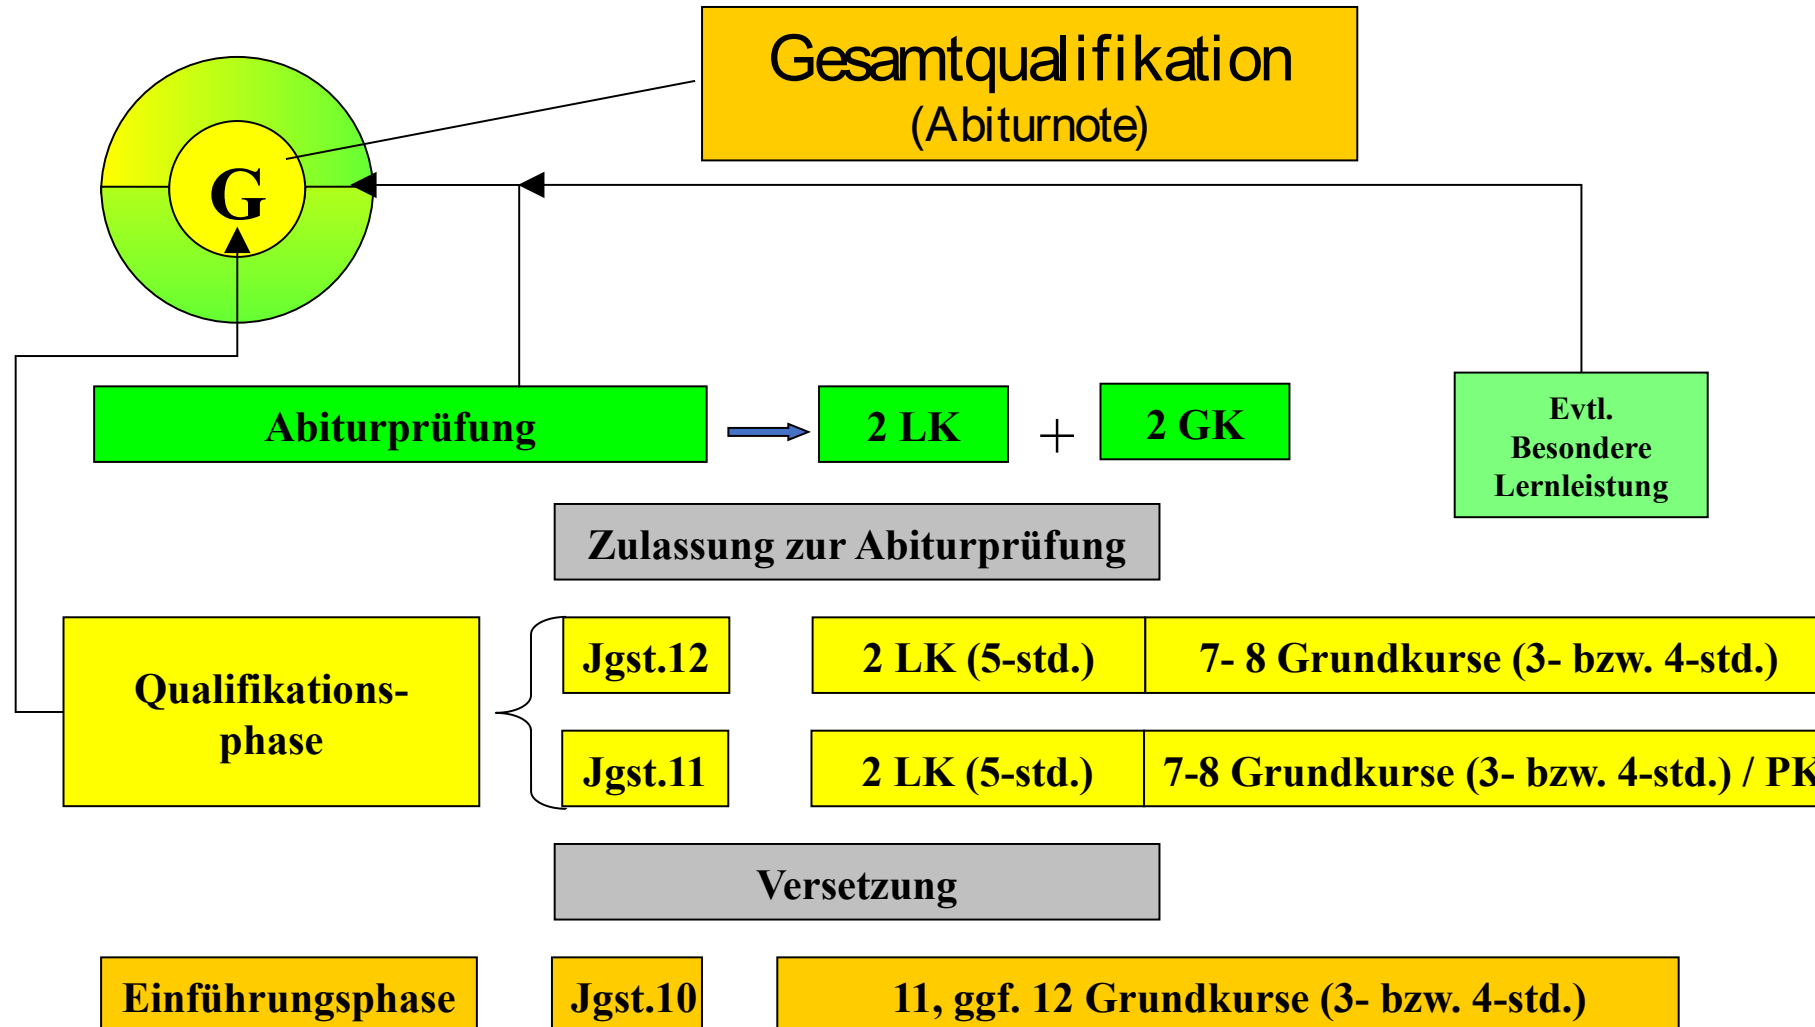 Gesamtqualifikation
(Abiturnote)
G
Abiturprüfung
2 LK
+
2 GK
Evtl.
Besondere
Lernleistung
Zulassung zur Abiturprüfung
Qualifikations-
phase
Jgst.12
2 LK (5-std.)
7- 8 Grundkurse (3- bzw. 4-std.)
Jgst.11
2 LK (5-std.)
7-8 Grundkurse (3- bzw. 4-std.) / PK
Versetzung
Einführungsphase
Jgst.10
11, ggf. 12 Grundkurse (3- bzw. 4-std.)